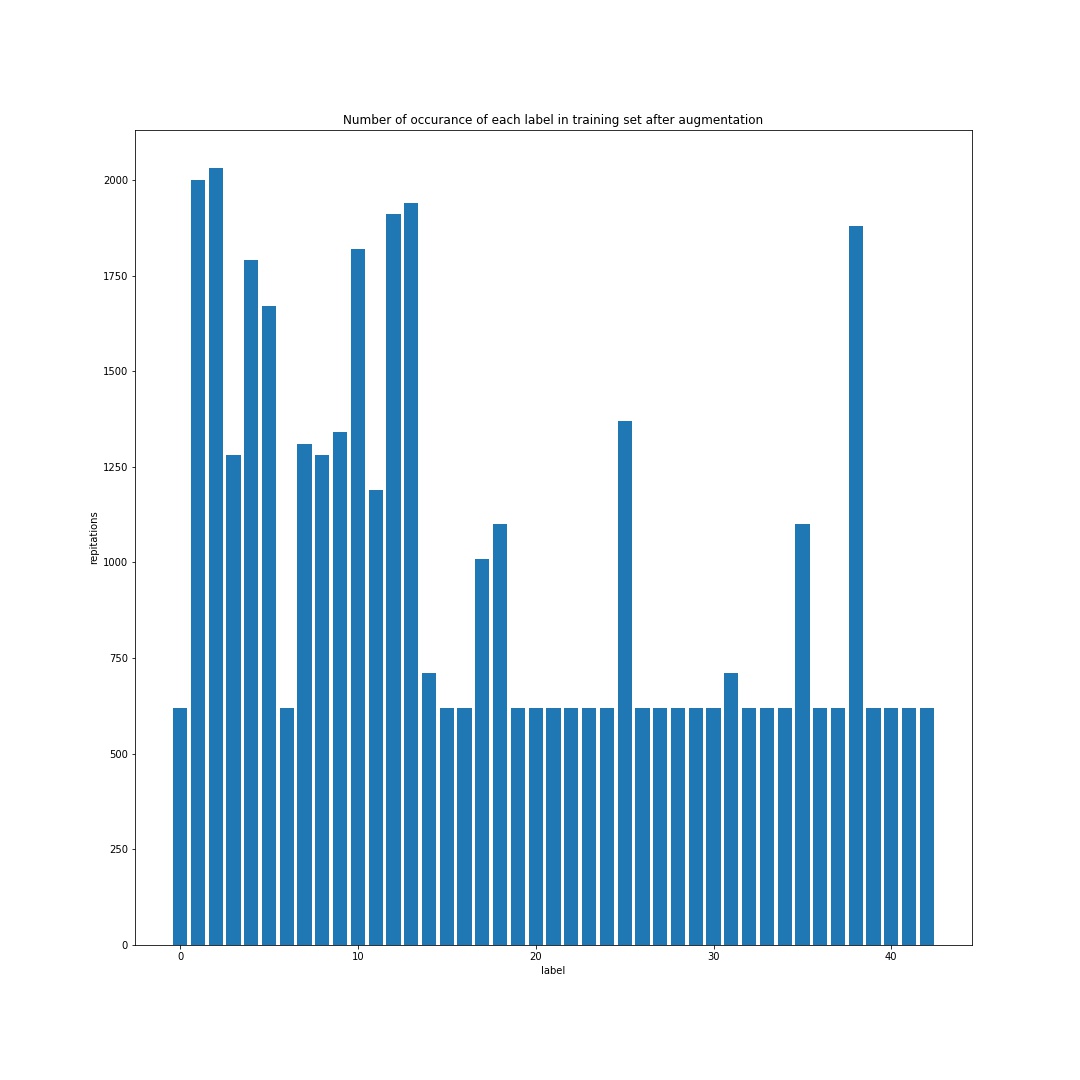 Number of occurance of each label in training set after augmentation
2000
1750
1500
1250
1000
750
500
250
0
repitations
0 10 20 30 40
label